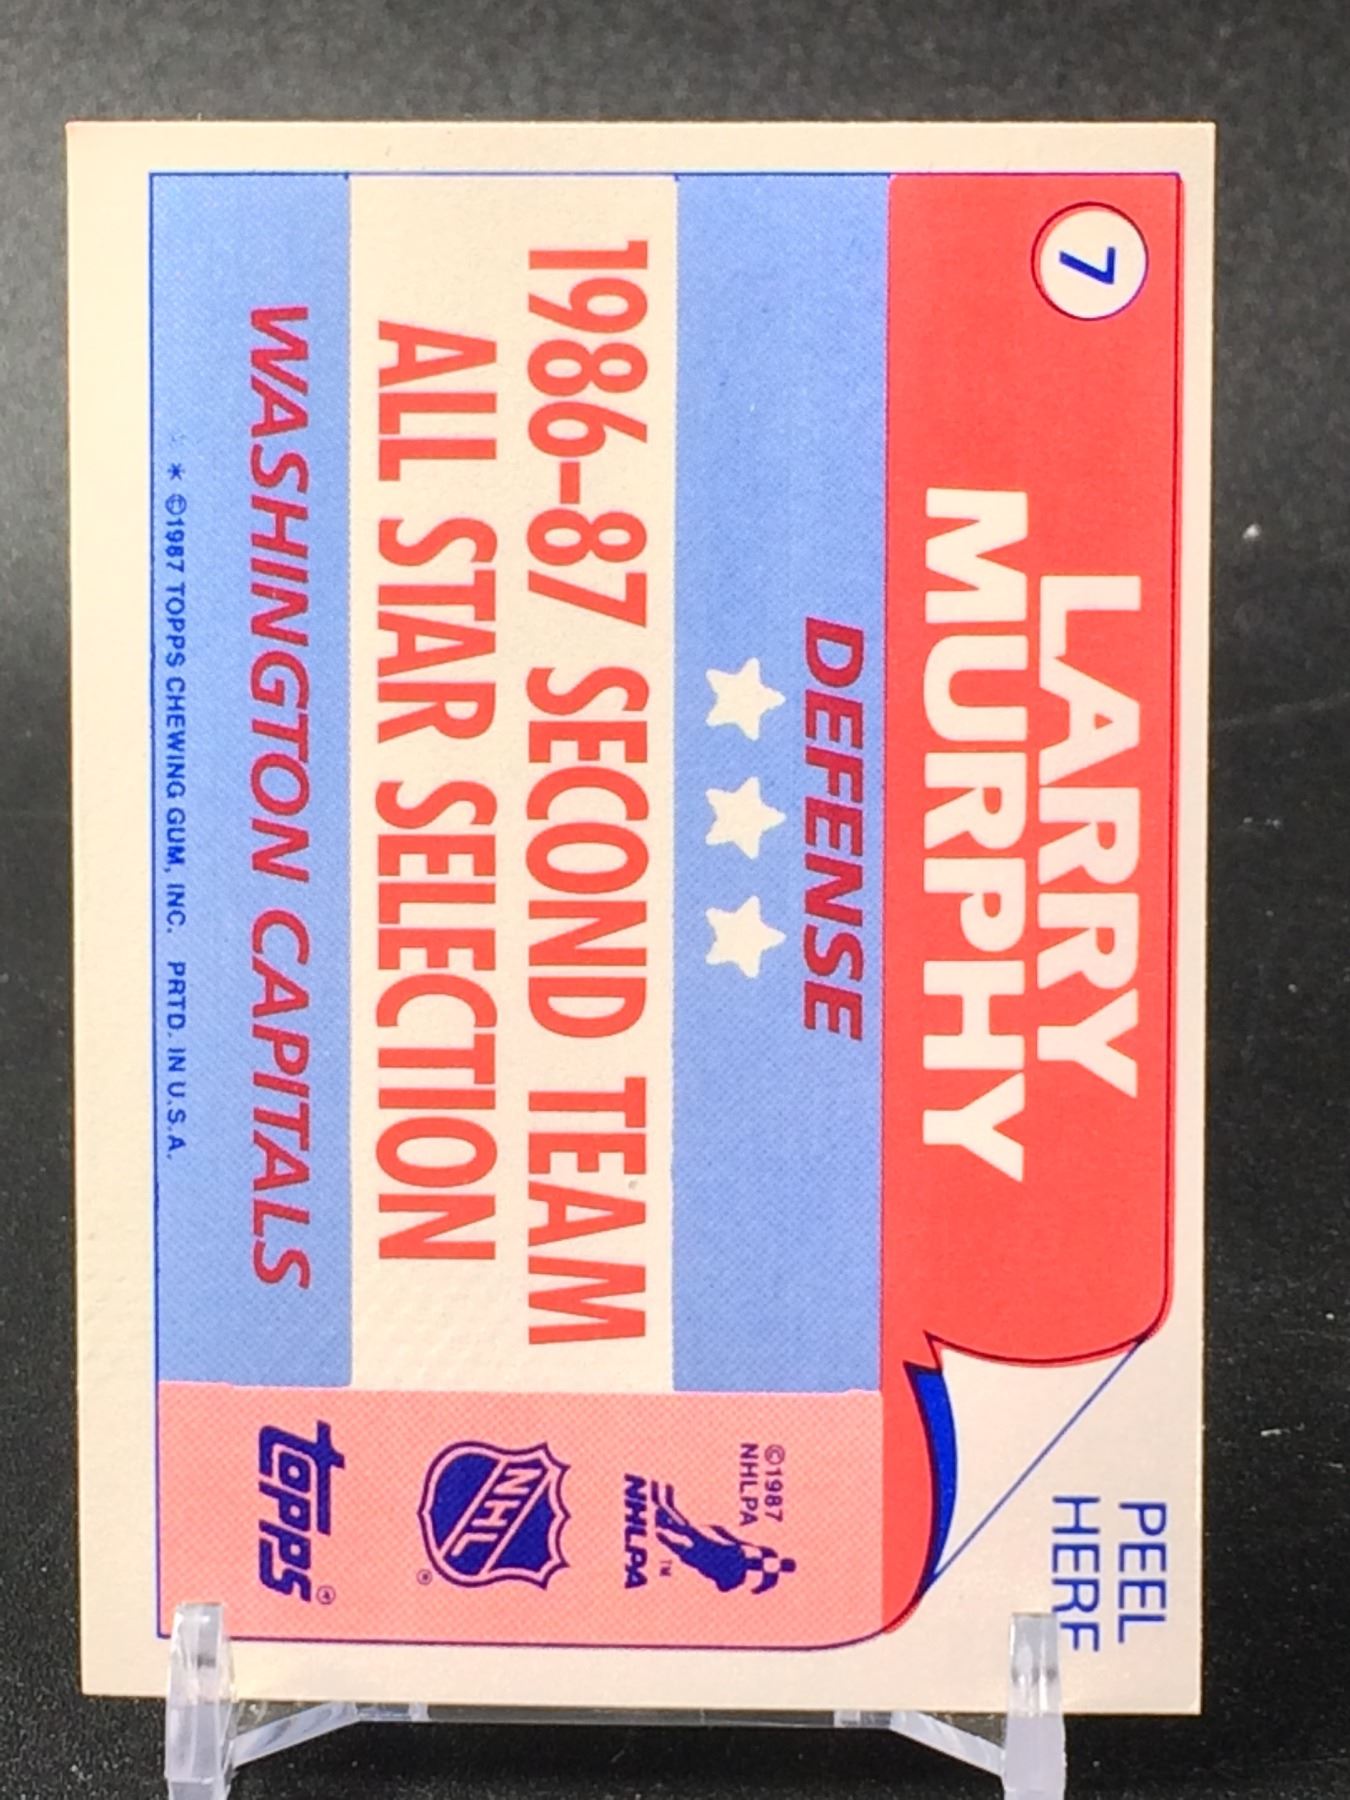 7
LARRY
MURPHY
PEEL
HERE
DEFENSE
1986-87 SECOND TEAM
ALL STAR SELECTION
WASHINGTON CAPITALS
* ©1987 TOPPS CHEWING GUM, INC. PRTD. IN U.S.A.
©1987
NHLPA
NHLPA™
NHL®
TOPPS®